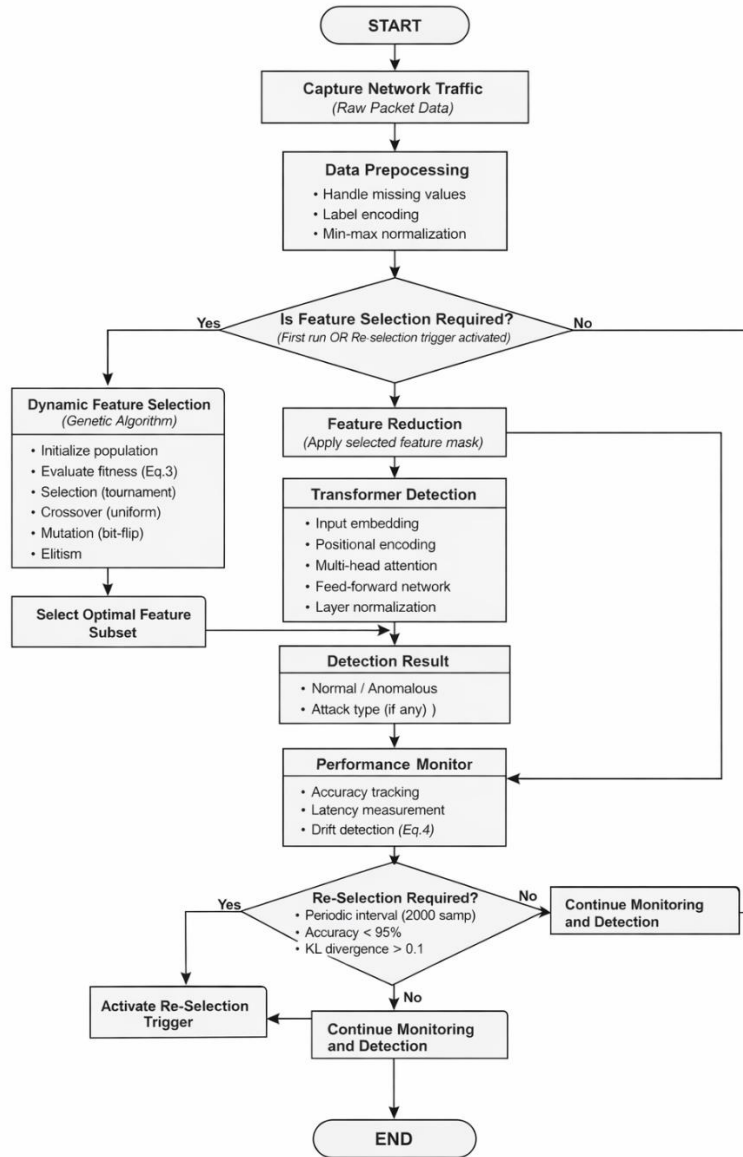 START
Capture Network Traffic
(Raw Packet Data)
Data Prepocessing
• Handle missing values
• Label encoding
• Min-max normalization
Yes
Is Feature Selection Required?
(First run OR Re-selection trigger activated)
No
Dynamic Feature Selection
(Genetic Algorithm)
• Initialize population
• Evaluate fitness (Eq.3)
• Selection (tournament)
• Crossover (uniform)
• Mutation (bit-flip)
• Elitism
Feature Reduction
(Apply selected feature mask)
Transformer Detection
• Input embedding
• Positional encoding
• Multi-head attention
• Feed-forward network
• Layer normalization
Select Optimal Feature
Subset
Detection Result
• Normal / Anomalous
• Attack type (if any) )
Performance Monitor
• Accuracy tracking
• Latency measurement
• Drift detection (Eq.4)
Yes
Re-Selection Required?
• Periodic interval (2000 samp)
• Accuracy < 95%
• KL divergence > 0.1
No
Continue Monitoring
and Detection
No
Activate Re-Selection
Trigger
Continue Monitoring
and Detection
END